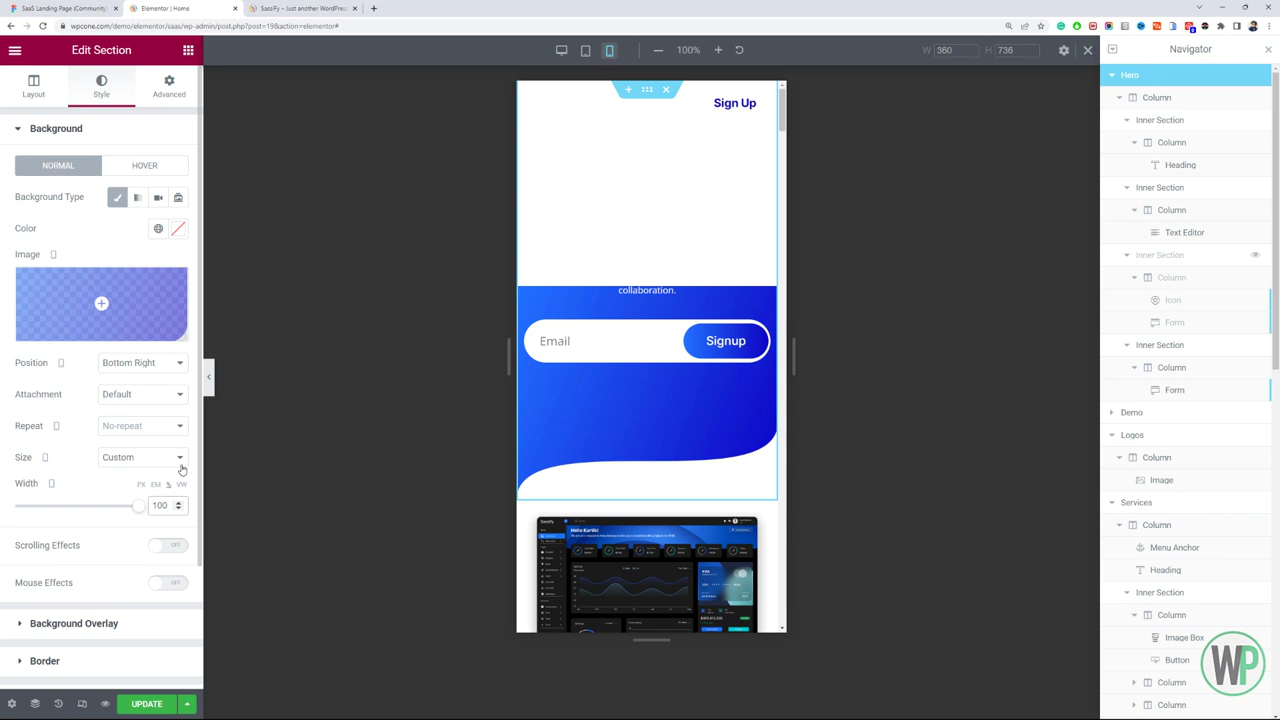 SaaS Landing Page (Community)
Elementor | Home
SassiFy – Just another WordPress
wpcone.com/demo/elementor/saas/wp-admin/post.php?post=19&action=elementor#
Edit Section
100%
W 360 H 736
Navigator
Layout
Style
Advanced
Background
NORMAL
HOVER
Background Type
Color
Image
Position
Bottom Right
Attachment
Default
Repeat
No-repeat
Size
Custom
Width
PX EM % VW
100
Scrolling Effects
OFF
Mouse Effects
OFF
Background Overlay
Border
UPDATE
Sign Up
collaboration.
Email
Signup
Hello Kartik!
Hero
Column
Inner Section
Column
Heading
Inner Section
Column
Text Editor
Inner Section
Column
Icon
Form
Inner Section
Column
Form
Demo
Logos
Column
Image
Services
Column
Menu Anchor
Heading
Inner Section
Column
Image Box
Button
Column
Column
WP